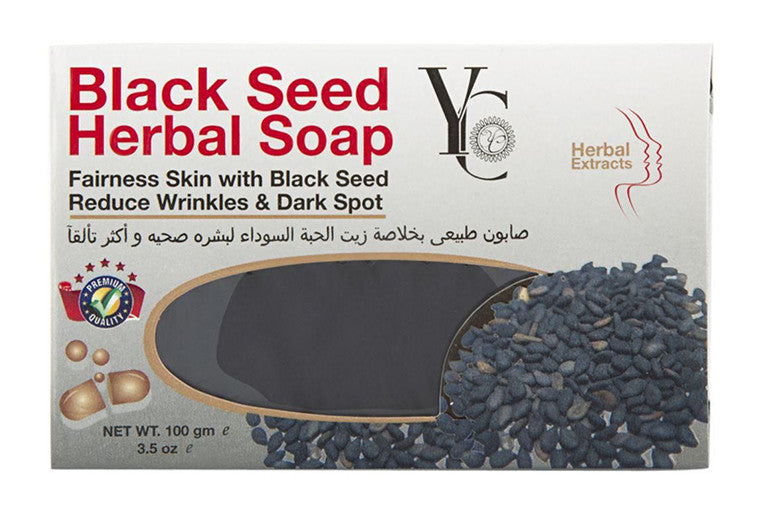 Black Seed
Herbal Soap
Fairness Skin with Black Seed
Reduce Wrinkles & Dark Spot
YC
Herbal
Extracts
صابون طبيعى بخلاصة زيت الحبة السوداء لبشره صحيه و أكثر تألقاً
PREMIUM
QUALITY
NET WT. 100 gm e
3.5 oz e